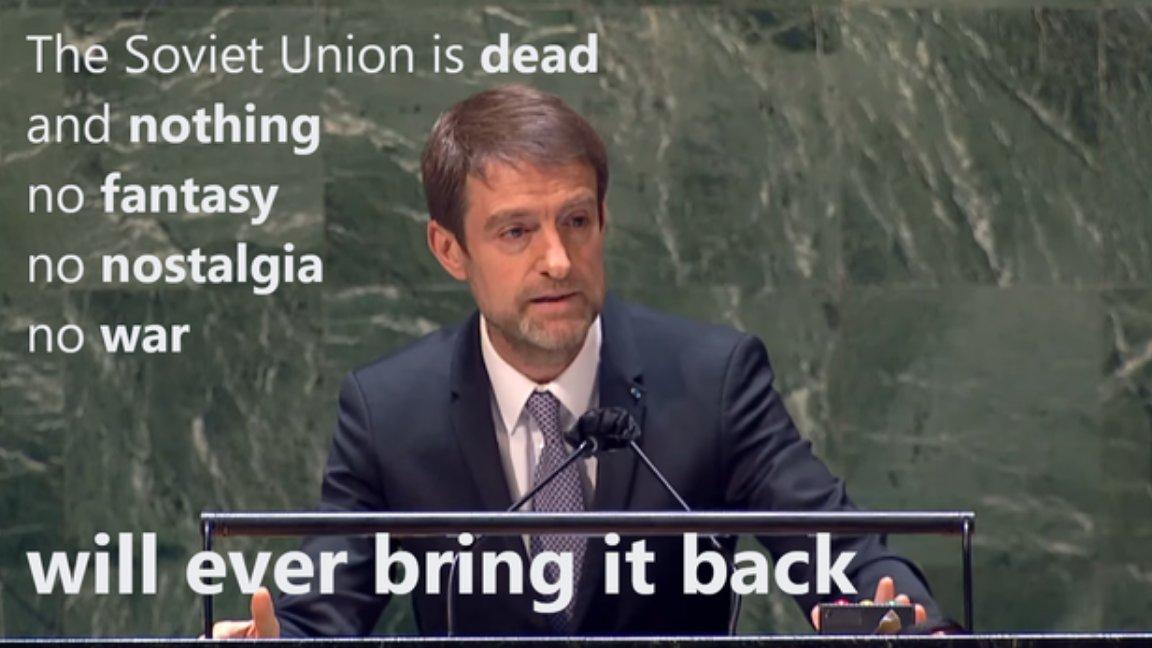 The Soviet Union is dead
and nothing
no fantasy
no nostalgia
no war
will ever bring it back